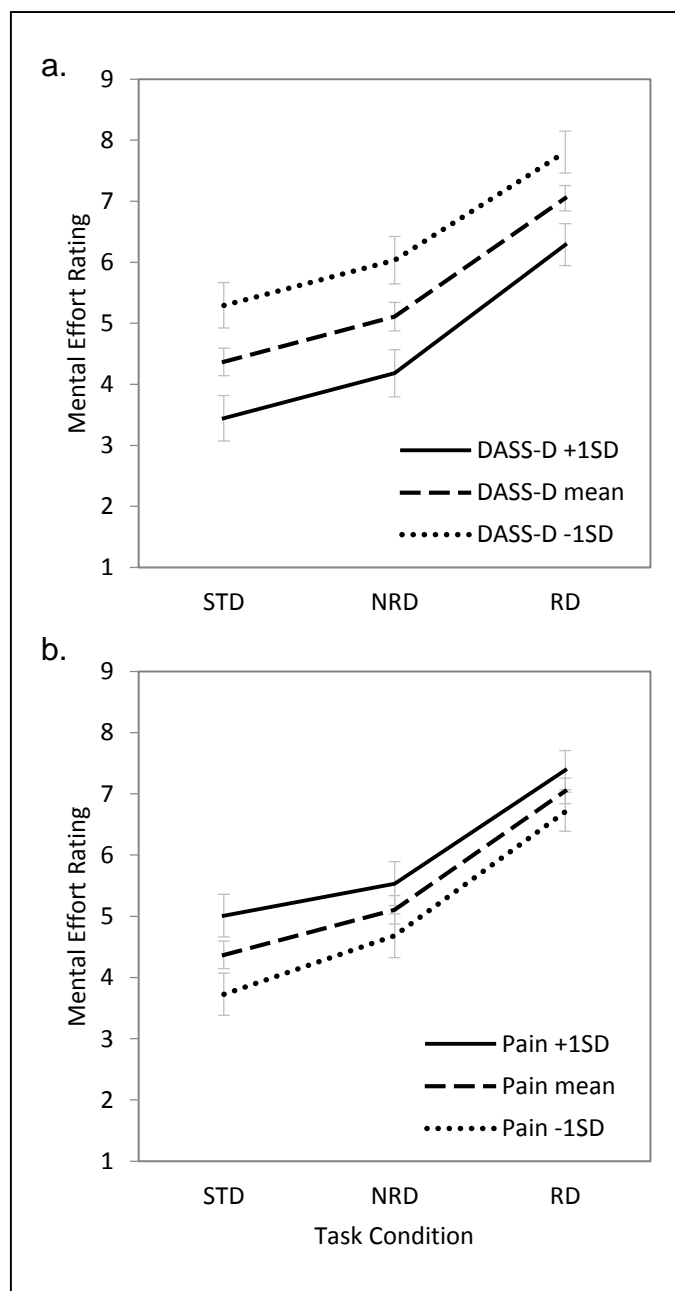 a.
9
8
7
6
5
4
3
2
1
Mental Effort Rating
DASS-D +1SD
DASS-D mean
DASS-D -1SD
STD NRD RD
b.
9
8
7
6
5
4
3
2
1
Mental Effort Rating
Pain +1SD
Pain mean
Pain -1SD
STD NRD RD
Task Condition